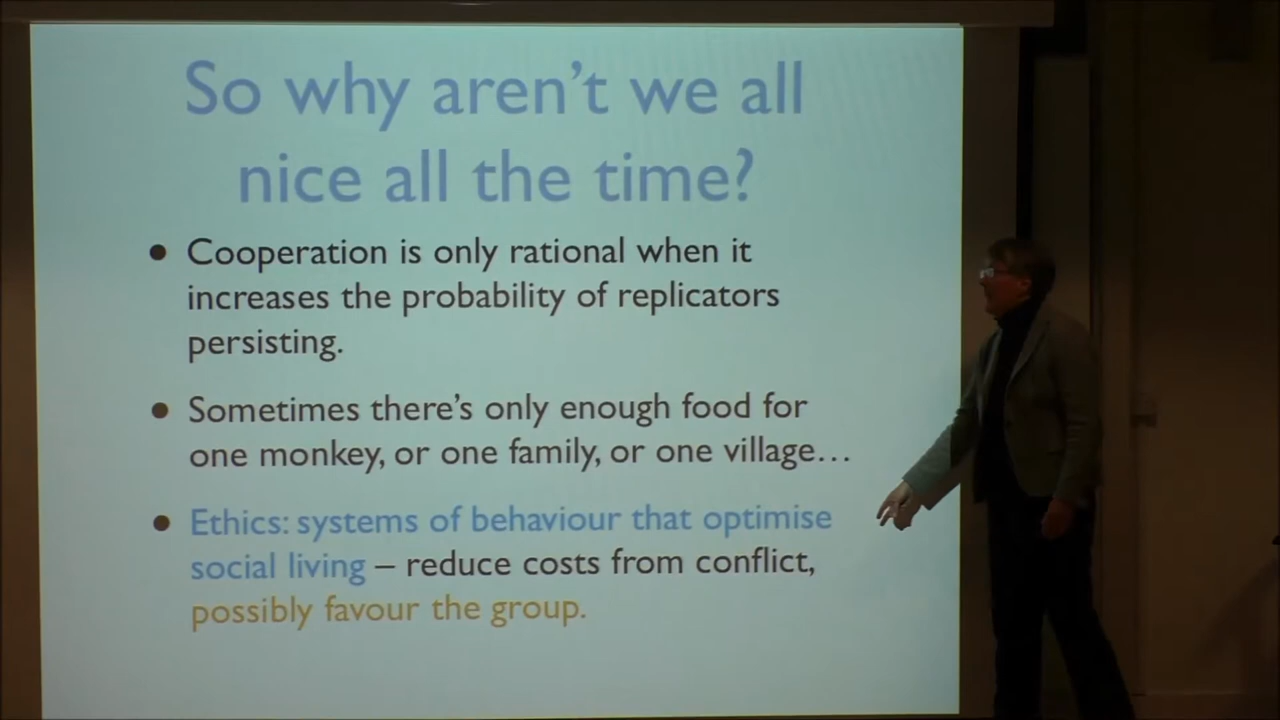 So why aren't we all
nice all the time?
• Cooperation is only rational when it
increases the probability of replicators
persisting.
• Sometimes there's only enough food for
one monkey, or one family, or one village…
• Ethics: systems of behaviour that optimise
social living – reduce costs from conflict,
possibly favour the group.